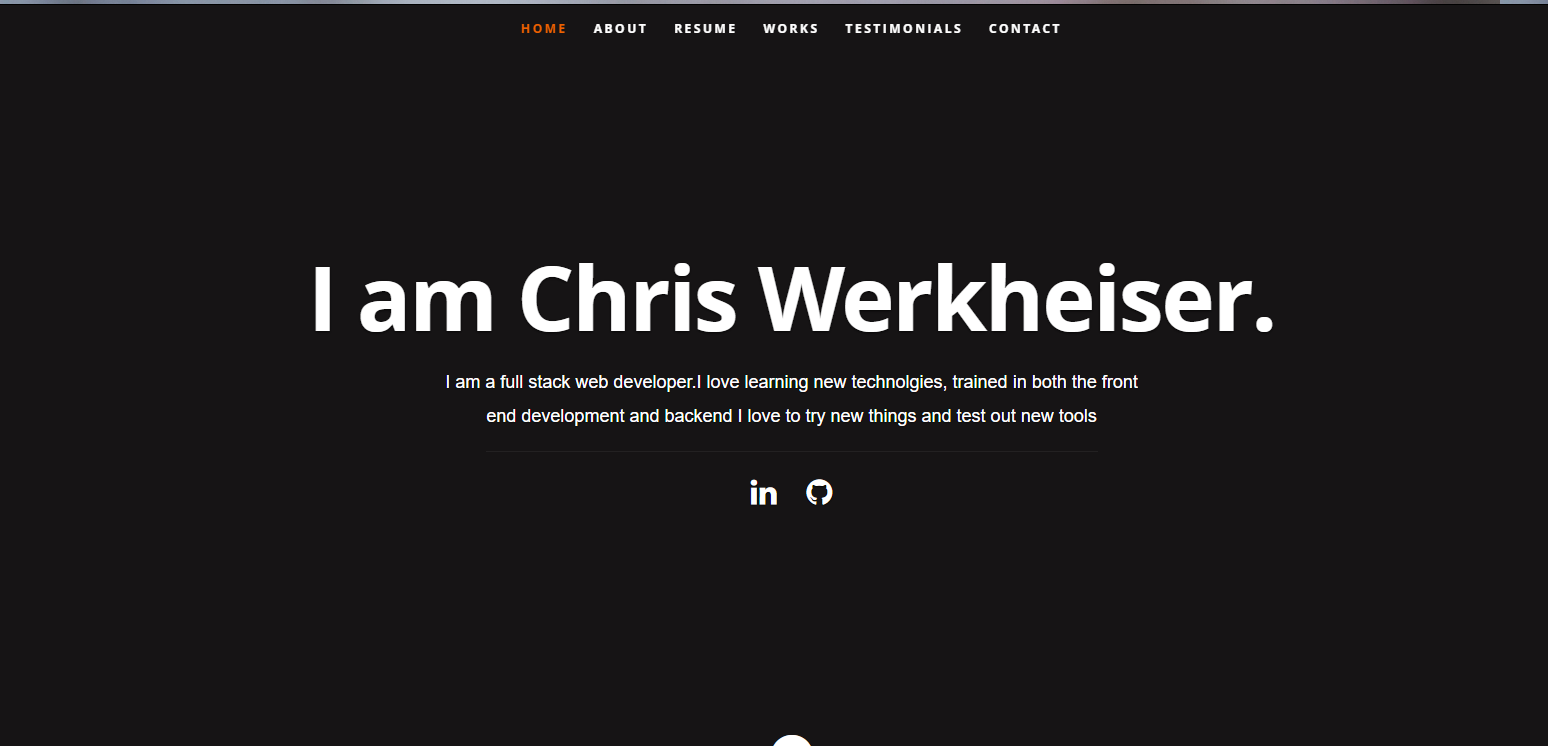 HOME ABOUT RESUME WORKS TESTIMONIALS CONTACT
I am Chris Werkheiser.
I am a full stack web developer.I love learning new technolgies, trained in both the front
end development and backend I love to try new things and test out new tools
in